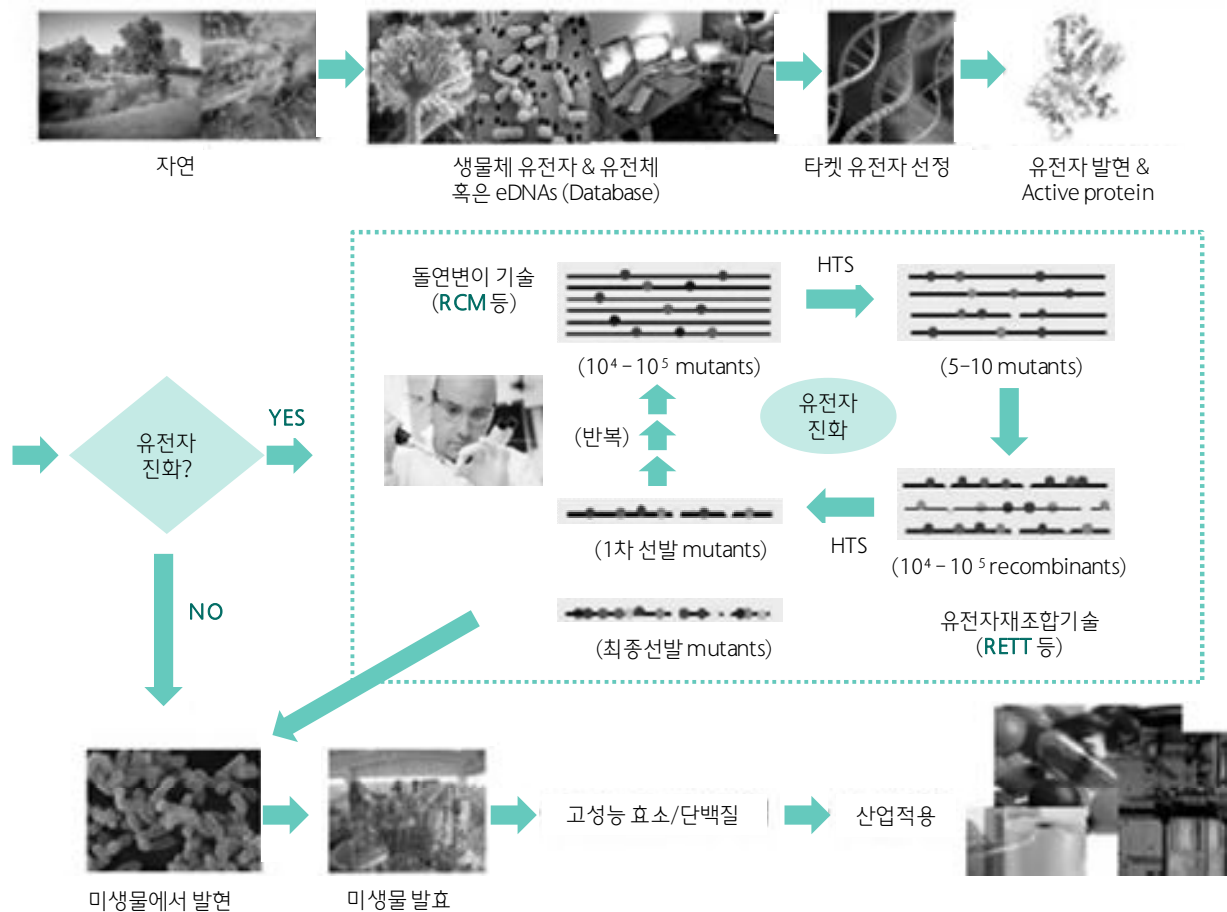 자연
생물체 유전자 & 유전체
혹은 eDNAs (Database)
타켓 유전자 선정
유전자 발현 &
Active protein
돌연변이 기술
(RCM 등)
HTS
(10⁴ – 10⁵ mutants)
(5–10 mutants)
유전자
진화?
YES
(반복)
유전자
진화
(1차 선발 mutants)
HTS
(10⁴ – 10⁵ recombinants)
NO
(최종선발 mutants)
유전자재조합기술
(RETT 등)
고성능 효소/단백질
산업적용
미생물에서 발현
미생물 발효